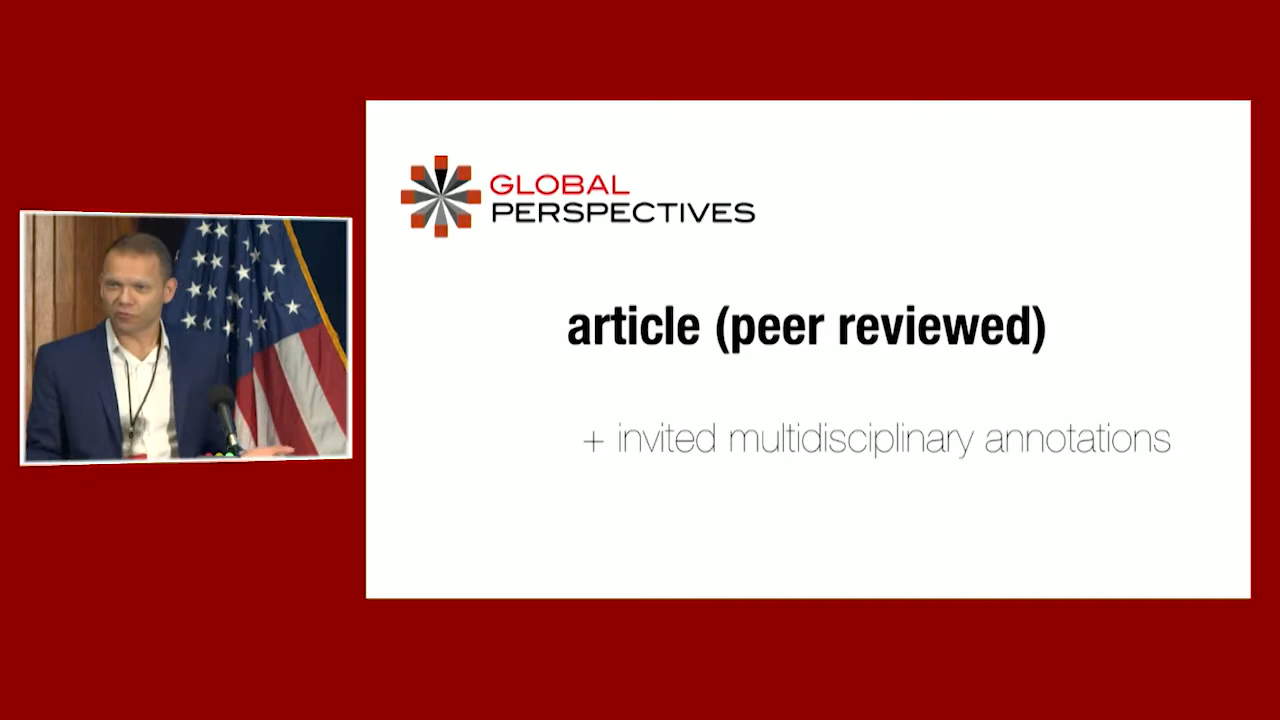 GLOBAL
PERSPECTIVES
article (peer reviewed)
+ invited multidisciplinary annotations